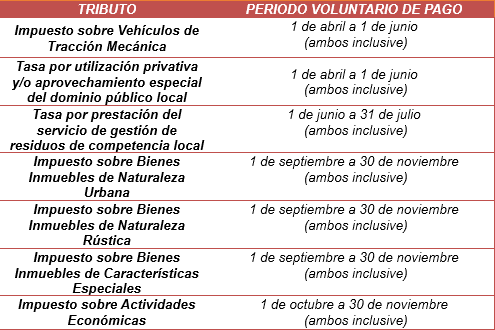 TRIBUTO PERIODO VOLUNTARIO DE PAGO
Impuesto sobre Vehículos de
Tracción Mecánica
1 de abril a 1 de junio
(ambos inclusive)
Tasa por utilización privativa
y/o aprovechamiento especial
del dominio público local
1 de abril a 1 de junio
(ambos inclusive)
Tasa por prestación del
servicio de gestión de
residuos de competencia local
1 de junio a 31 de julio
(ambos inclusive)
Impuesto sobre Bienes
Inmuebles de Naturaleza
Urbana
1 de septiembre a 30 de noviembre
(ambos inclusive)
Impuesto sobre Bienes
Inmuebles de Naturaleza
Rústica
1 de septiembre a 30 de noviembre
(ambos inclusive)
Impuesto sobre Bienes
Inmuebles de Características
Especiales
1 de septiembre a 30 de noviembre
(ambos inclusive)
Impuesto sobre Actividades
Económicas
1 de octubre a 30 de noviembre
(ambos inclusive)